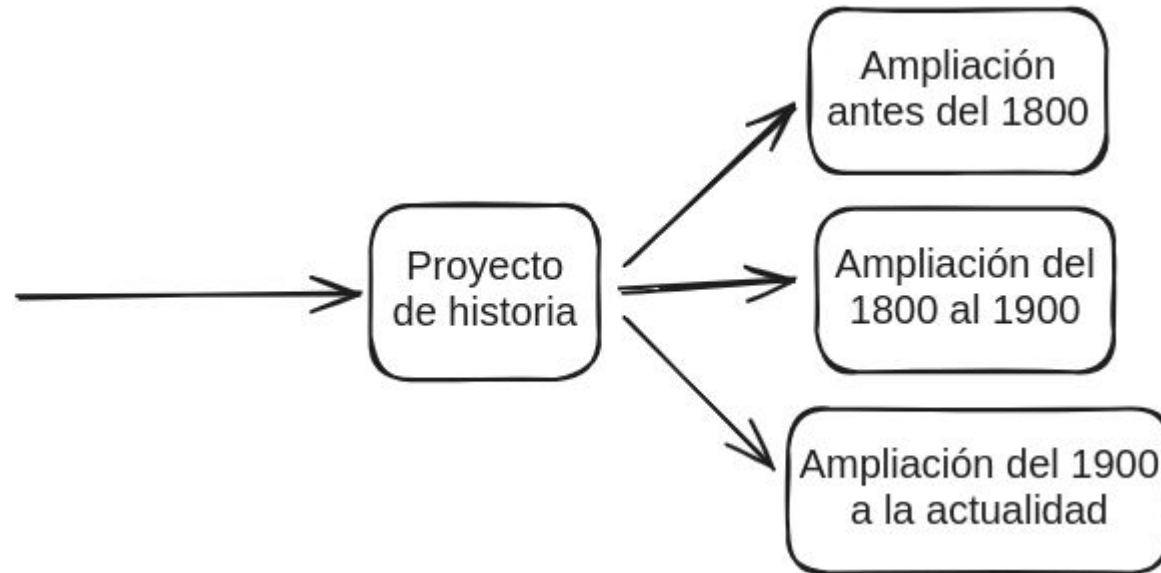 Ampliación
antes del 1800
Proyecto
de historia
Ampliación del
1800 al 1900
Ampliación del 1900
a la actualidad